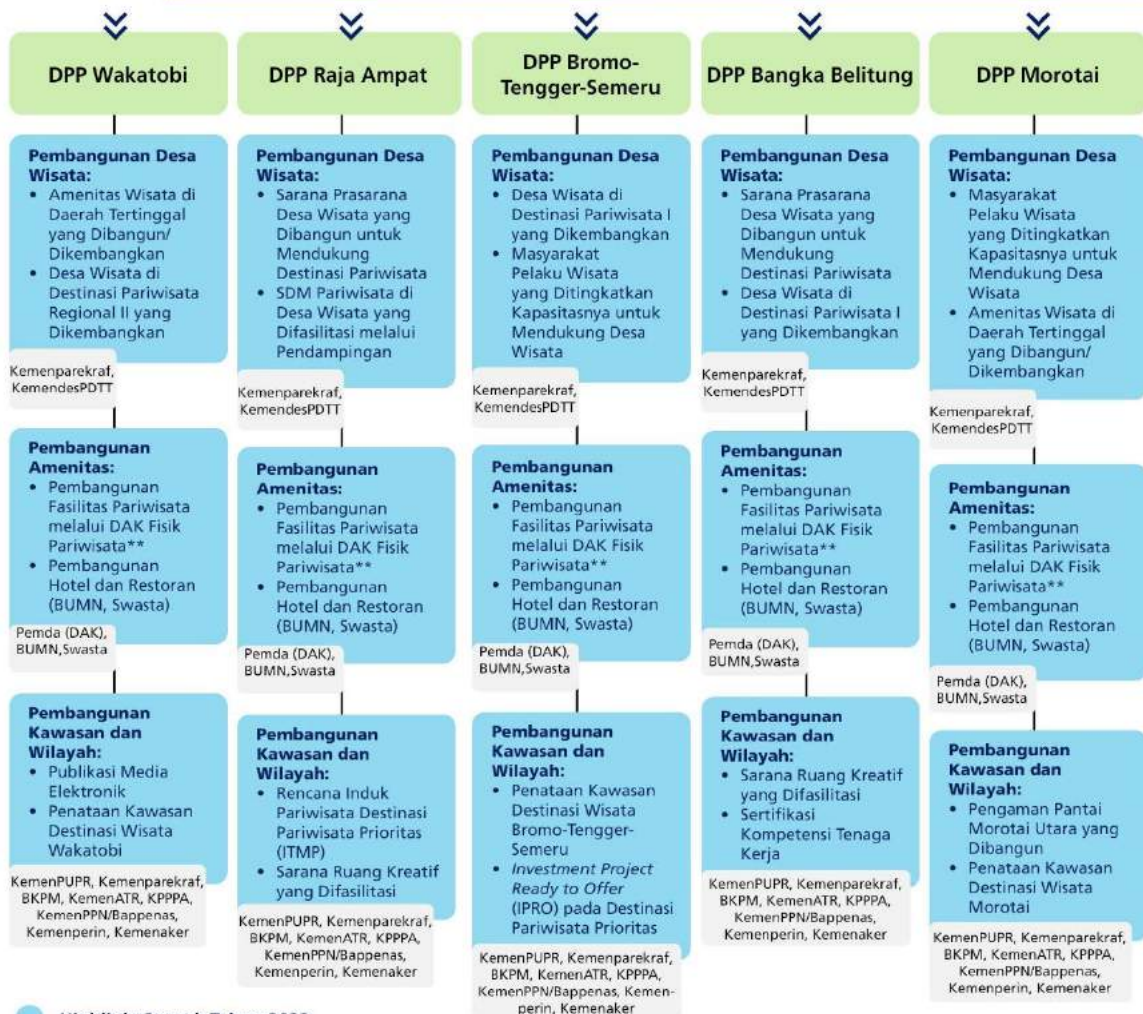 DPP Wakatobi
Pembangunan Desa
Wisata:
• Amenitas Wisata di
Daerah Tertinggal
yang Dibangun/
Dikembangkan
• Desa Wisata di
Destinasi Pariwisata
Regional II yang
Dikembangkan
Kemenparekraf,
KemendesPDTT
Pembangunan
Amenitas:
• Pembangunan
Fasilitas Pariwisata
melalui DAK Fisik
Pariwisata**
• Pembangunan
Hotel dan Restoran
(BUMN, Swasta)
Pemda (DAK),
BUMN,Swasta
Pembangunan
Kawasan dan
Wilayah:
• Publikasi Media
Elektronik
• Penataan Kawasan
Destinasi Wisata
Wakatobi
KemenPUPR, Kemenparekraf,
BKPM, KemenATR, KPPPA,
KemenPPN/Bappenas,
Kemenperin, Kemenaker
DPP Raja Ampat
Pembangunan Desa
Wisata:
• Sarana Prasarana
Desa Wisata yang
Dibangun untuk
Mendukung
Destinasi Pariwisata
• SDM Pariwisata di
Desa Wisata yang
Difasilitasi melalui
Pendampingan
Kemenparekraf,
KemendesPDTT
Pembangunan
Amenitas:
• Pembangunan
Fasilitas Pariwisata
melalui DAK Fisik
Pariwisata**
• Pembangunan
Hotel dan Restoran
(BUMN, Swasta)
Pemda (DAK),
BUMN,Swasta
Pembangunan
Kawasan dan
Wilayah:
• Rencana Induk
Pariwisata Destinasi
Pariwisata Prioritas
(ITMP)
• Sarana Ruang Kreatif
yang Difasilitasi
KemenPUPR, Kemenparekraf,
BKPM, KemenATR, KPPPA,
KemenPPN/Bappenas,
Kemenperin, Kemenaker
DPP Bromo-
Tengger-Semeru
Pembangunan Desa
Wisata:
• Desa Wisata di
Destinasi Pariwisata I
yang Dikembangkan
• Masyarakat
Pelaku Wisata
yang Ditingkatkan
Kapasitasnya untuk
Mendukung Desa
Wisata
Kemenparekraf,
KemendesPDTT
Pembangunan
Amenitas:
• Pembangunan
Fasilitas Pariwisata
melalui DAK Fisik
Pariwisata**
• Pembangunan
Hotel dan Restoran
(BUMN, Swasta)
Pemda (DAK),
BUMN,Swasta
Pembangunan
Kawasan dan
Wilayah:
• Penataan Kawasan
Destinasi Wisata
Bromo-Tengger-
Semeru
• Investment Project
Ready to Offer
(IPRO) pada Destinasi
Pariwisata Prioritas
KemenPUPR, Kemenparekraf,
BKPM, KemenATR, KPPPA,
KemenPPN/Bappenas, Kemen-
perin, Kemenaker
DPP Bangka Belitung
Pembangunan Desa
Wisata:
• Sarana Prasarana
Desa Wisata yang
Dibangun untuk
Mendukung
Destinasi Pariwisata
• Desa Wisata di
Destinasi Pariwisata I
yang Dikembangkan
Kemenparekraf,
KemendesPDTT
Pembangunan
Amenitas:
• Pembangunan
Fasilitas Pariwisata
melalui DAK Fisik
Pariwisata**
• Pembangunan
Hotel dan Restoran
(BUMN, Swasta)
Pemda (DAK),
BUMN,Swasta
Pembangunan
Kawasan dan
Wilayah:
• Sarana Ruang Kreatif
yang Difasilitasi
• Sertifikasi
Kompetensi Tenaga
Kerja
KemenPUPR, Kemenparekraf,
BKPM, KemenATR, KPPPA,
KemenPPN/Bappenas,
Kemenperin, Kemenaker
DPP Morotai
Pembangunan Desa
Wisata:
• Masyarakat
Pelaku Wisata
yang Ditingkatkan
Kapasitasnya untuk
Mendukung Desa
Wisata
• Amenitas Wisata di
Daerah Tertinggal
yang Dibangun/
Dikembangkan
Kemenparekraf,
KemendesPDTT
Pembangunan
Amenitas:
• Pembangunan
Fasilitas Pariwisata
melalui DAK Fisik
Pariwisata**
• Pembangunan
Hotel dan Restoran
(BUMN, Swasta)
Pemda (DAK),
BUMN,Swasta
Pembangunan
Kawasan dan
Wilayah:
• Pengaman Pantai
Morotai Utara yang
Dibangun
• Penataan Kawasan
Destinasi Wisata
Morotai
KemenPUPR, Kemenparekraf,
BKPM, KemenATR, KPPPA,
KemenPPN/Bappenas,
Kemenperin, Kemenaker